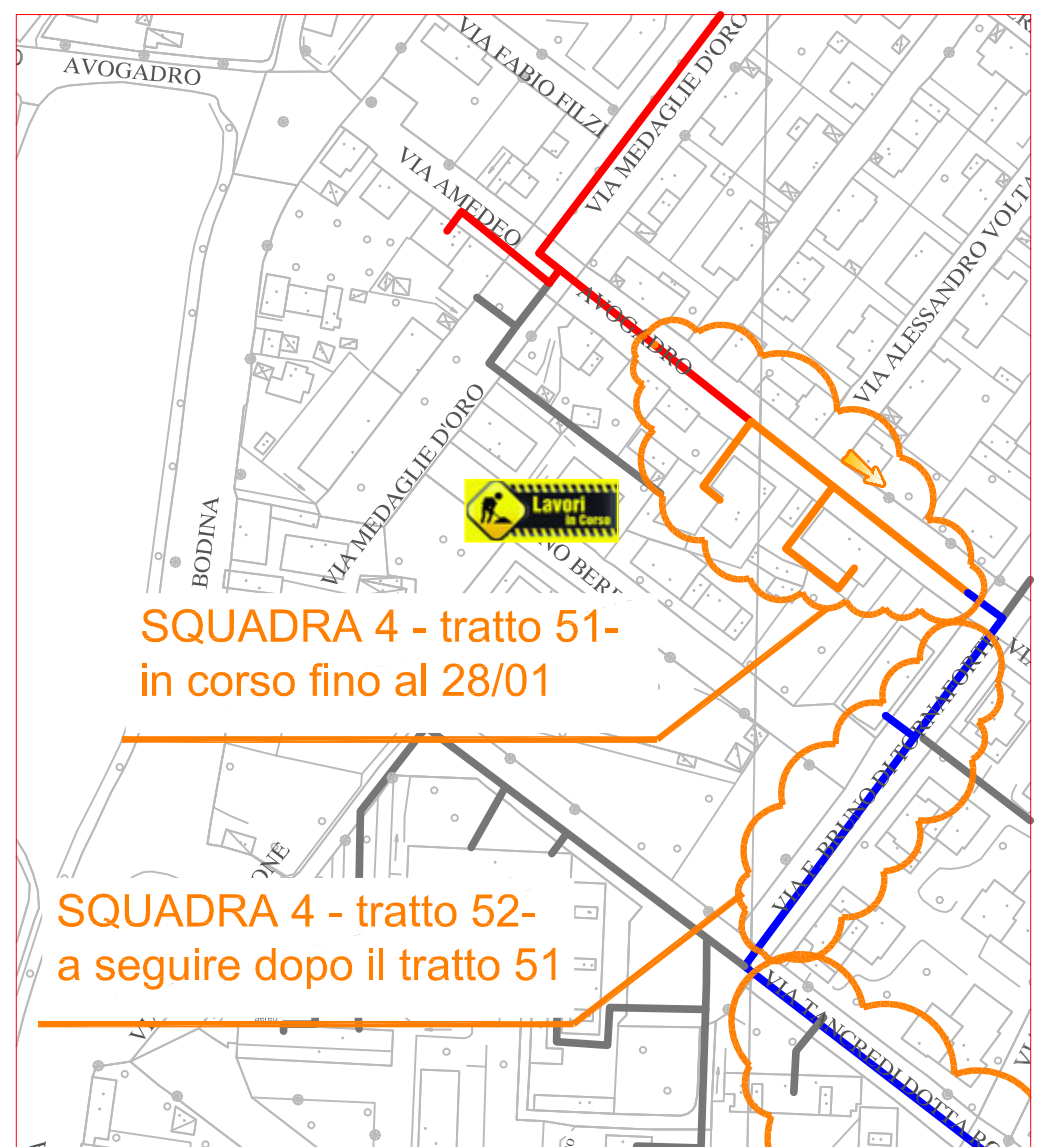 AVOGADRO
VIA FABIO FILZI
VIA MEDAGLIE D'ORO
VIA AMEDEO
AVOGADRO
VIA ALESSANDRO VOLTA
VIA MEDAGLIE D'ORO
BODINA
Lavori
in Corso
SQUADRA 4 - tratto 51-
in corso fino al 28/01
VIA F. BRUNO DI TORNAFORTE
SQUADRA 4 - tratto 52-
a seguire dopo il tratto 51
VIA TANCREDI DOTTA